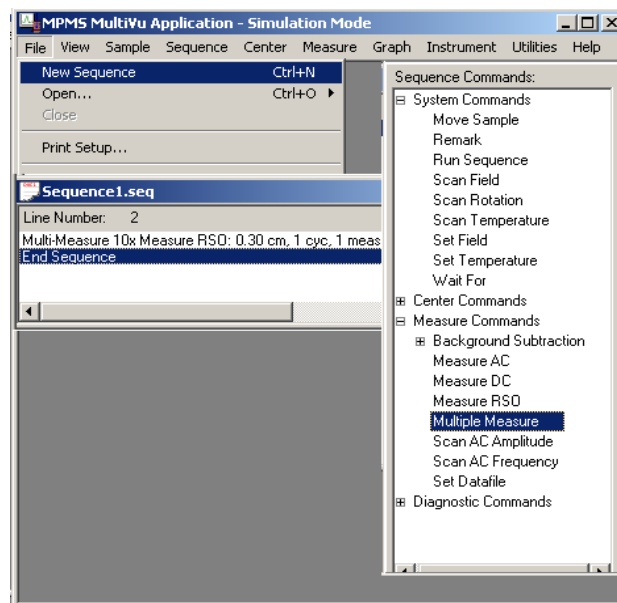 MPMS MultiVu Application - Simulation Mode
File View Sample Sequence Center Measure Graph Instrument Utilities Help
New Sequence Ctrl+N
Open... Ctrl+O
Close
Print Setup...
Sequence1.seq
Line Number: 2
Multi-Measure 10x Measure RSO: 0.30 cm, 1 cyc, 1 meas
End Sequence
Sequence Commands:
System Commands
Move Sample
Remark
Run Sequence
Scan Field
Scan Rotation
Scan Temperature
Set Field
Set Temperature
Wait For
Center Commands
Measure Commands
Background Subtraction
Measure AC
Measure DC
Measure RSO
Multiple Measure
Scan AC Amplitude
Scan AC Frequency
Set Datafile
Diagnostic Commands